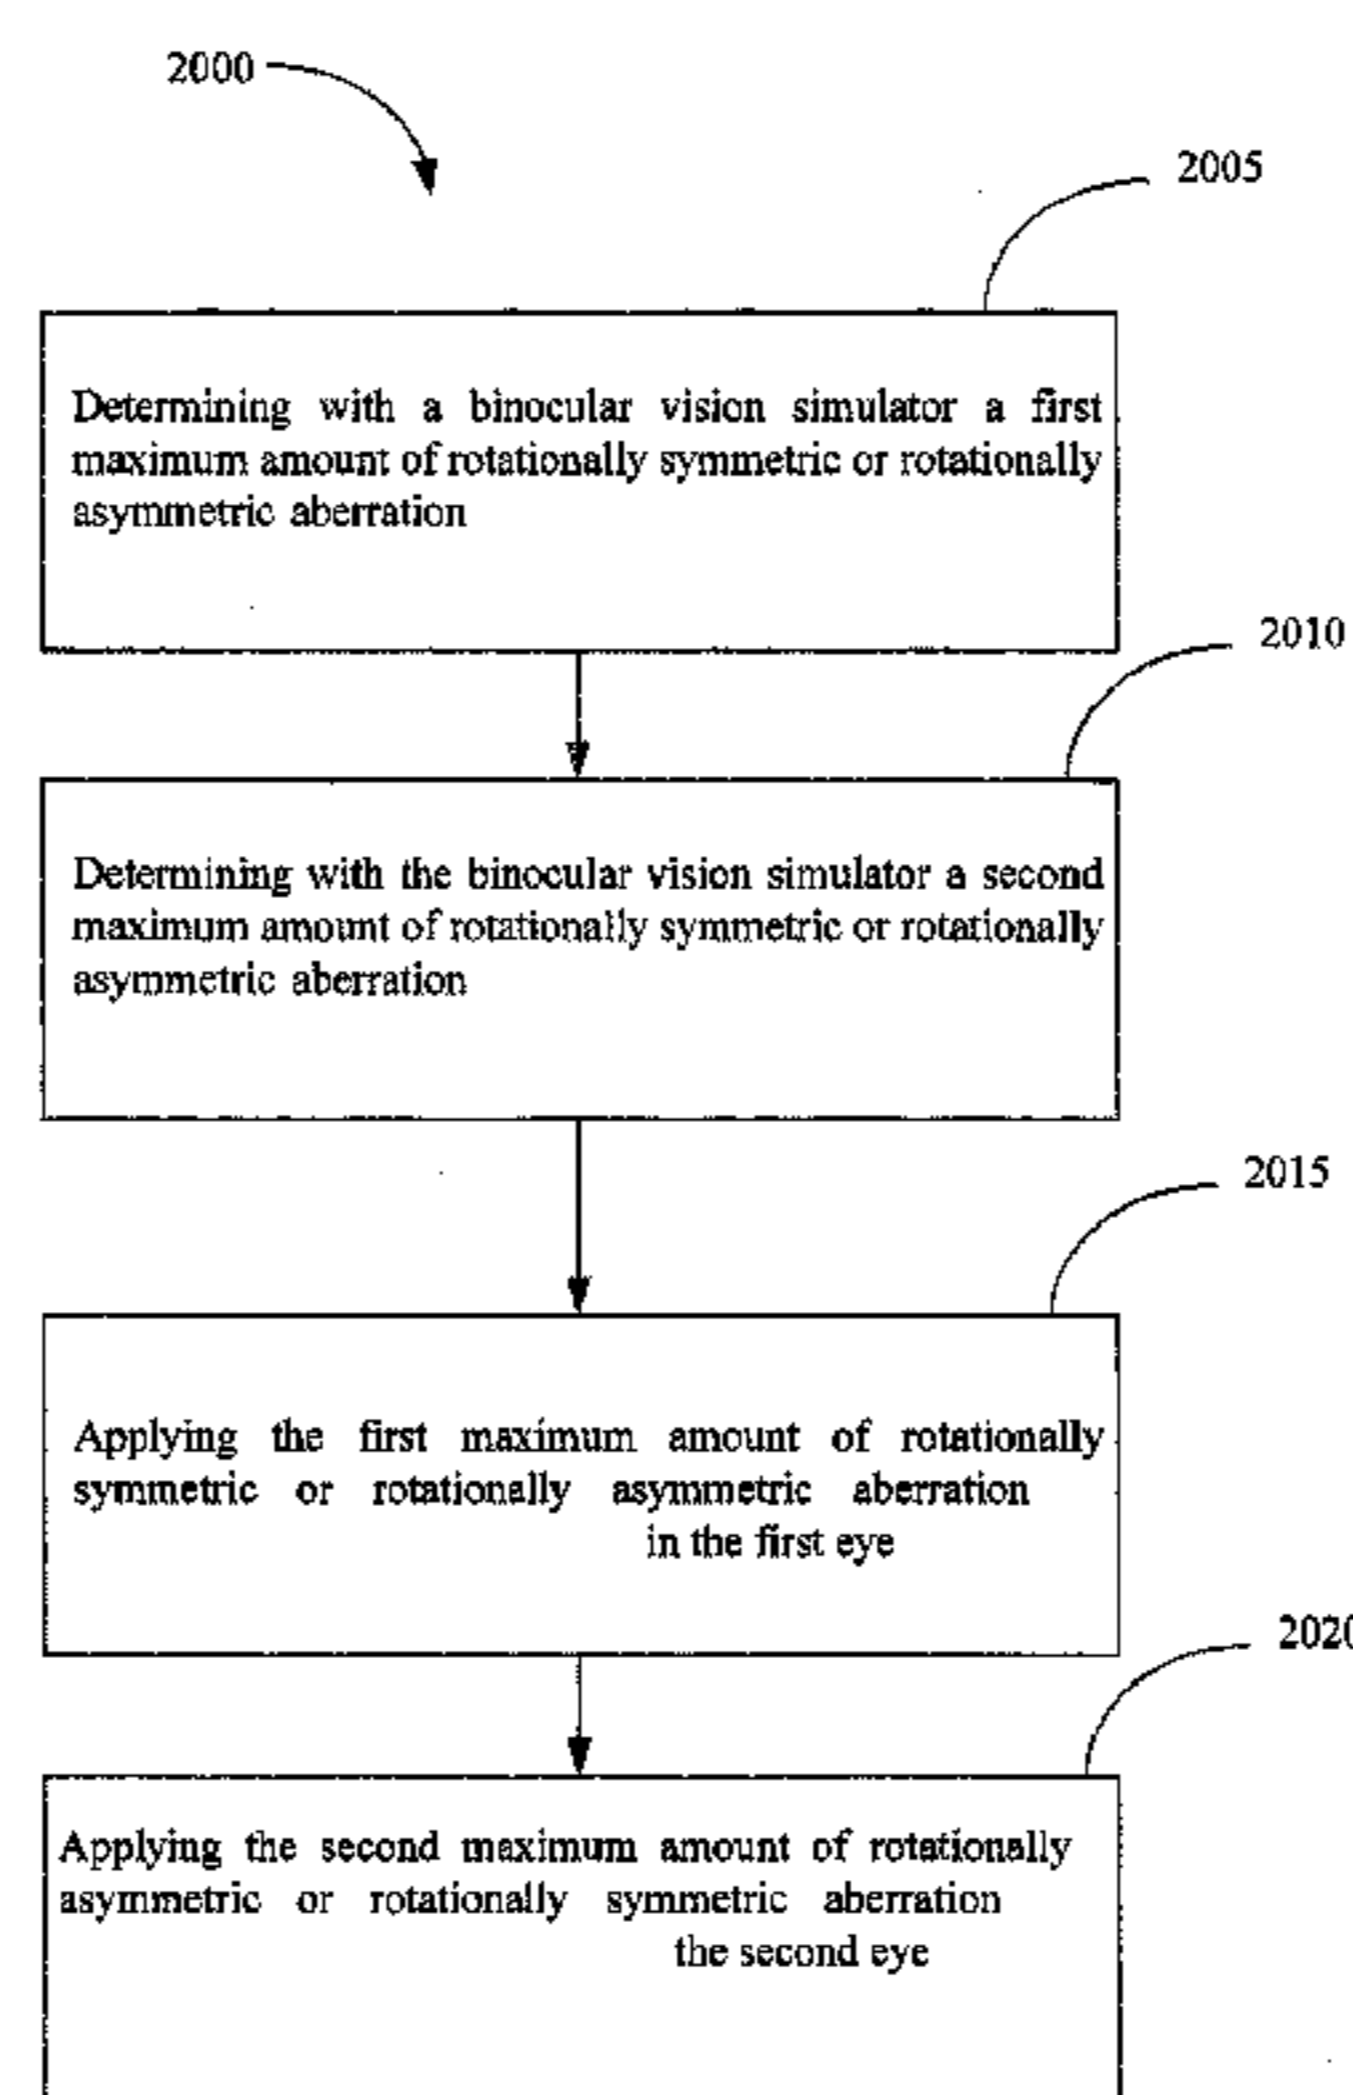 2000
2005
Determining with a binocular vision simulator a first
maximum amount of rotationally symmetric or rotationally
asymmetric aberration
2010
Determining with the binocular vision simulator a second
maximum amount of rotationally symmetric or rotationally
asymmetric aberration
2015
Applying the first maximum amount of rotationally
symmetric or rotationally asymmetric aberration
in the first eye
2020
Applying the second maximum amount of rotationally
asymmetric or rotationally symmetric aberration
the second eye